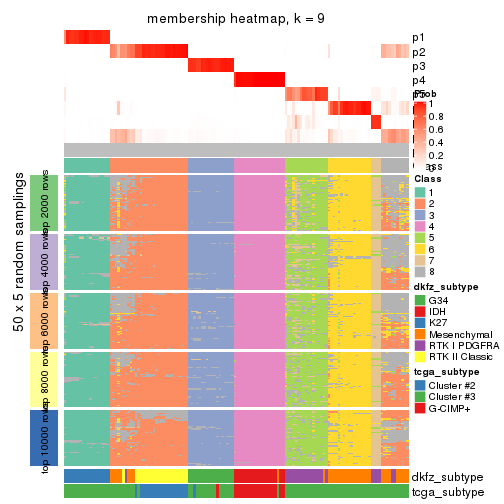 membership heatmap, k = 9
p1
p2
p3
p4
Prob
1
0.8
0.6
0.4
0.2
0
Class
1
2
3
4
5
6
7
8
dkfz_subtype
G34
IDH
K27
Mesenchymal
RTK I PDGFRA
RTK II Classic
tcga_subtype
Cluster #2
Cluster #3
G-CIMP+
50 x 5 random samplings
top 2000 rows
top 4000 rows
top 6000 rows
top 8000 rows
top 10000 rows
dkfz_subtype
tcga_subtype